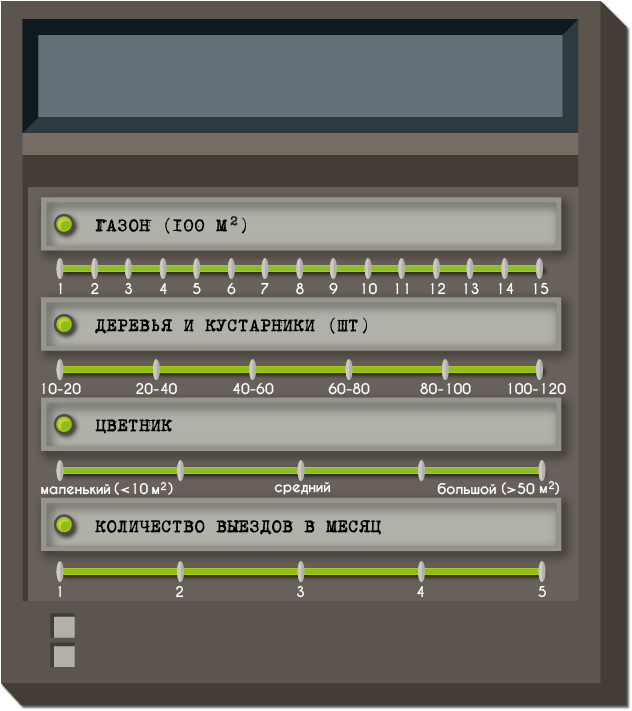 ГАЗОН (100 М²)
1 2 3 4 5 6 7 8 9 10 11 12 13 14 15
ДЕРЕВЬЯ И КУСТАРНИКИ (ШТ)
10-20 20-40 40-60 60-80 80-100 100-120
ЦВЕТНИК
маленький (<10 м²) средний большой (>50 м²)
КОЛИЧЕСТВО ВЫЕЗДОВ В МЕСЯЦ
1 2 3 4 5